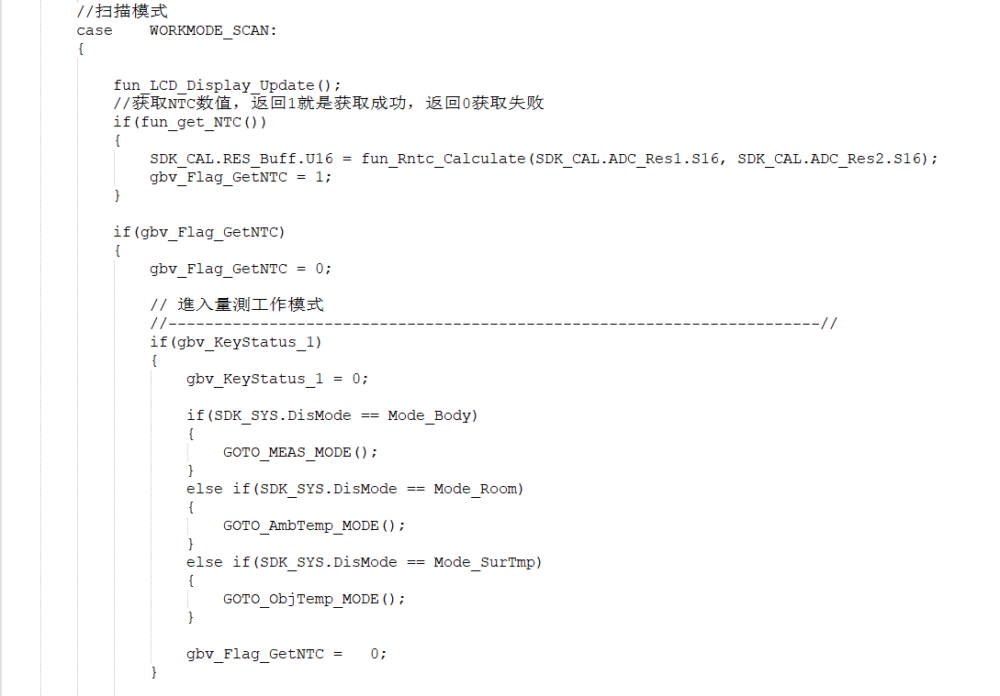 //扫描模式
case    WORKMODE_SCAN:
{
fun_LCD_Display_Update();
//获取NTC数值，返回1就是获取成功，返回0获取失败
if(fun_get_NTC())
{
SDK_CAL.RES_Buff.U16 = fun_Rntc_Calculate(SDK_CAL.ADC_Res1.S16, SDK_CAL.ADC_Res2.S16);
gbv_Flag_GetNTC = 1;
}
if(gbv_Flag_GetNTC)
{
gbv_Flag_GetNTC = 0;
// 進入量測工作模式
//-----------------------------------------------------------------------//
if(gbv_KeyStatus_1)
{
gbv_KeyStatus_1 = 0;
if(SDK_SYS.DisMode == Mode_Body)
{
GOTO_MEAS_MODE();
}
else if(SDK_SYS.DisMode == Mode_Room)
{
GOTO_AmbTemp_MODE();
}
else if(SDK_SYS.DisMode == Mode_SurTmp)
{
GOTO_ObjTemp_MODE();
}
gbv_Flag_GetNTC =   0;
}